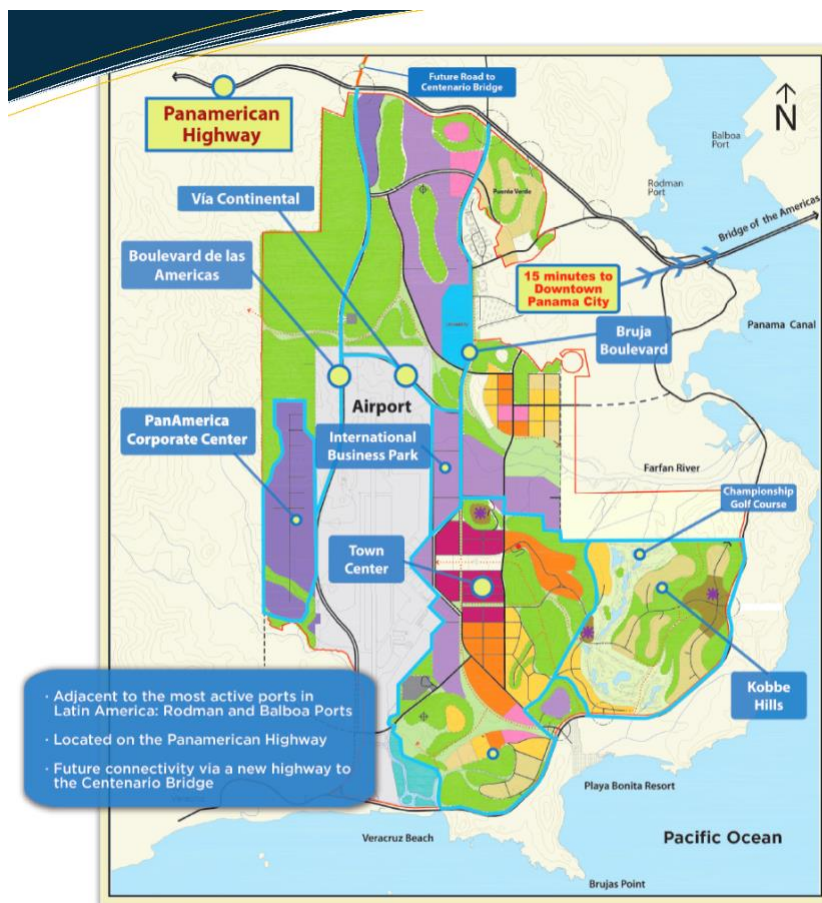 Future Road to
Centenario Bridge
Panamerican
Highway
N
Balboa
Port
Rodman
Port
Puente Verde
Vía Continental
Bridge of the Americas
Boulevard de las
Americas
15 minutes to
Downtown
Panama City
Panama Canal
Bruja
Boulevard
Airport
PanAmerica
Corporate Center
International
Business Park
Farfan River
Championship
Golf Course
Town
Center
Kobbe
Hills
· Adjacent to the most active ports in
Latin America: Rodman and Balboa Ports
· Located on the Panamerican Highway
· Future connectivity via a new highway to
the Centenario Bridge
Playa Bonita Resort
Veracruz Beach
Pacific Ocean
Brujas Point